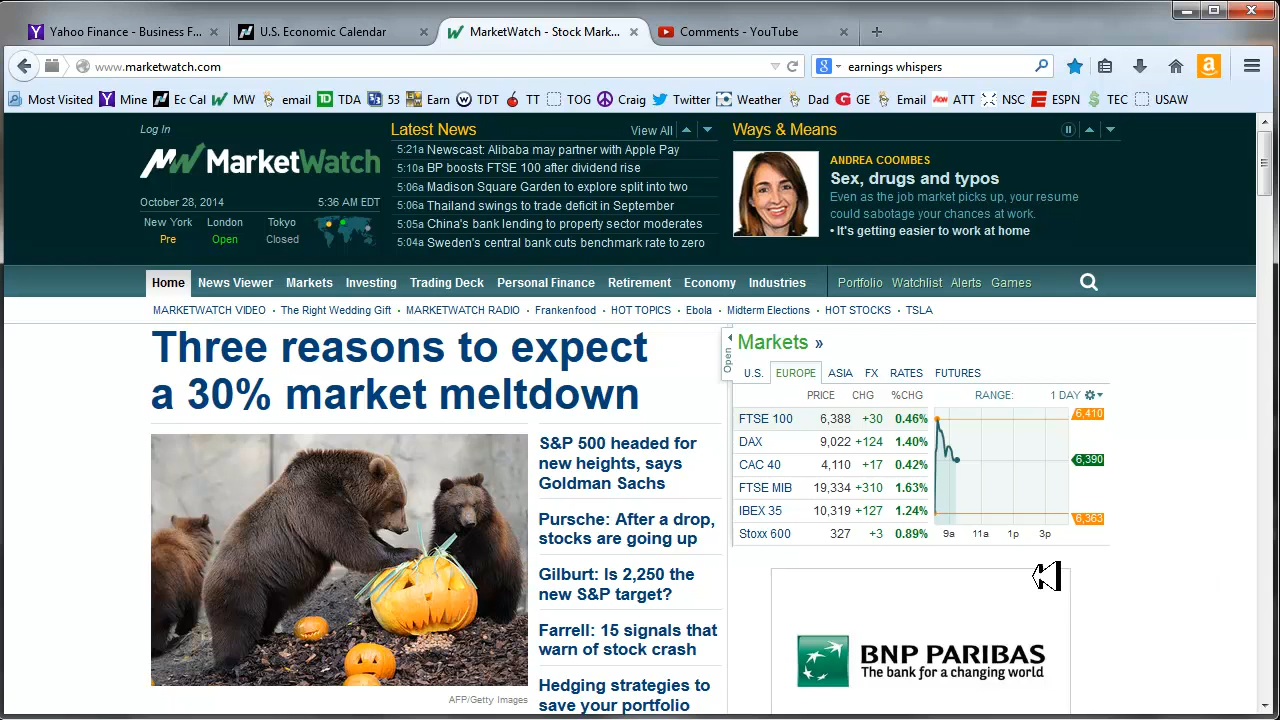 Yahoo Finance - Business F...
U.S. Economic Calendar
MarketWatch - Stock Mark...
Comments - YouTube
www.marketwatch.com
earnings whispers
Most Visited
Mine
Ec Cal
MW
email
TDA
53
Earn
TDT
TT
TOG
Craig
Twitter
Weather
Dad
GE
Email
ATT
NSC
ESPN
TEC
USAW
Log In
MarketWatch
October 28, 2014 5:36 AM EDT
New York London Tokyo
Pre Open Closed
Latest News View All
5:21a Newscast: Alibaba may partner with Apple Pay
5:10a BP boosts FTSE 100 after dividend rise
5:06a Madison Square Garden to explore split into two
5:06a Thailand swings to trade deficit in September
5:05a China's bank lending to property sector moderates
5:04a Sweden's central bank cuts benchmark rate to zero
Ways & Means
ANDREA COOMBES
Sex, drugs and typos
Even as the job market picks up, your resume
could sabotage your chances at work.
• It's getting easier to work at home
Home News Viewer Markets Investing Trading Deck Personal Finance Retirement Economy Industries Portfolio Watchlist Alerts Games
MARKETWATCH VIDEO • The Right Wedding Gift • MARKETWATCH RADIO • Frankenfood • HOT TOPICS • Ebola • Midterm Elections • HOT STOCKS • TSLA
Three reasons to expect
a 30% market meltdown
AFP/Getty Images
S&P 500 headed for
new heights, says
Goldman Sachs
Pursche: After a drop,
stocks are going up
Gilburt: Is 2,250 the
new S&P target?
Farrell: 15 signals that
warn of stock crash
Hedging strategies to
save your portfolio
Open
Markets »
U.S. EUROPE ASIA FX RATES FUTURES
PRICE CHG %CHG RANGE: 1 DAY
FTSE 100 6,388 +30 0.46%
DAX 9,022 +124 1.40%
CAC 40 4,110 +17 0.42%
FTSE MIB 19,334 +310 1.63%
IBEX 35 10,319 +127 1.24%
Stoxx 600 327 +3 0.89%
6,410
6,390
6,363
9a 11a 1p 3p
BNP PARIBAS
The bank for a changing world